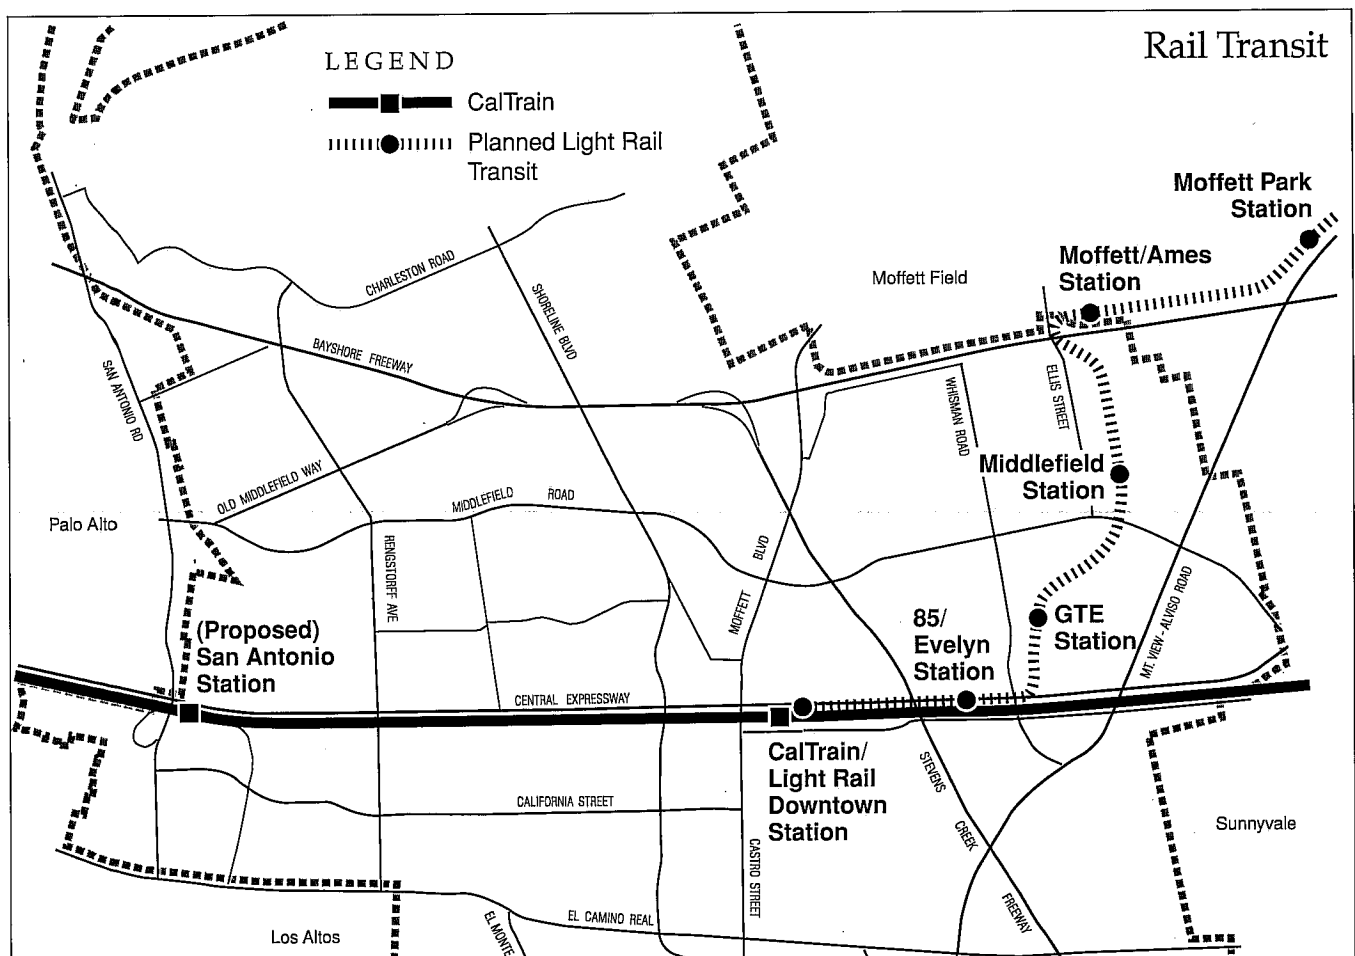 Rail Transit
LEGEND
CalTrain
Planned Light Rail
Transit
Moffett Park
Station
Moffett/Ames
Station
Moffett Field
CHARLESTON ROAD
SHORELINE BLVD
BAYSHORE FREEWAY
SAN ANTONIO RD
WHISMAN ROAD
ELLIS STREET
Middlefield
Station
OLD MIDDLEFIELD WAY
MIDDLEFIELD ROAD
Palo Alto
RENGSTORFF AVE
MOFFETT BLVD
MT. VIEW - ALVISO ROAD
85/
Evelyn
Station
GTE
Station
(Proposed)
San Antonio
Station
CENTRAL EXPRESSWAY
CalTrain/
Light Rail
Downtown
Station
STEVENS CREEK FREEWAY
CALIFORNIA STREET
Sunnyvale
CASTRO STREET
EL CAMINO REAL
EL MONTE
Los Altos